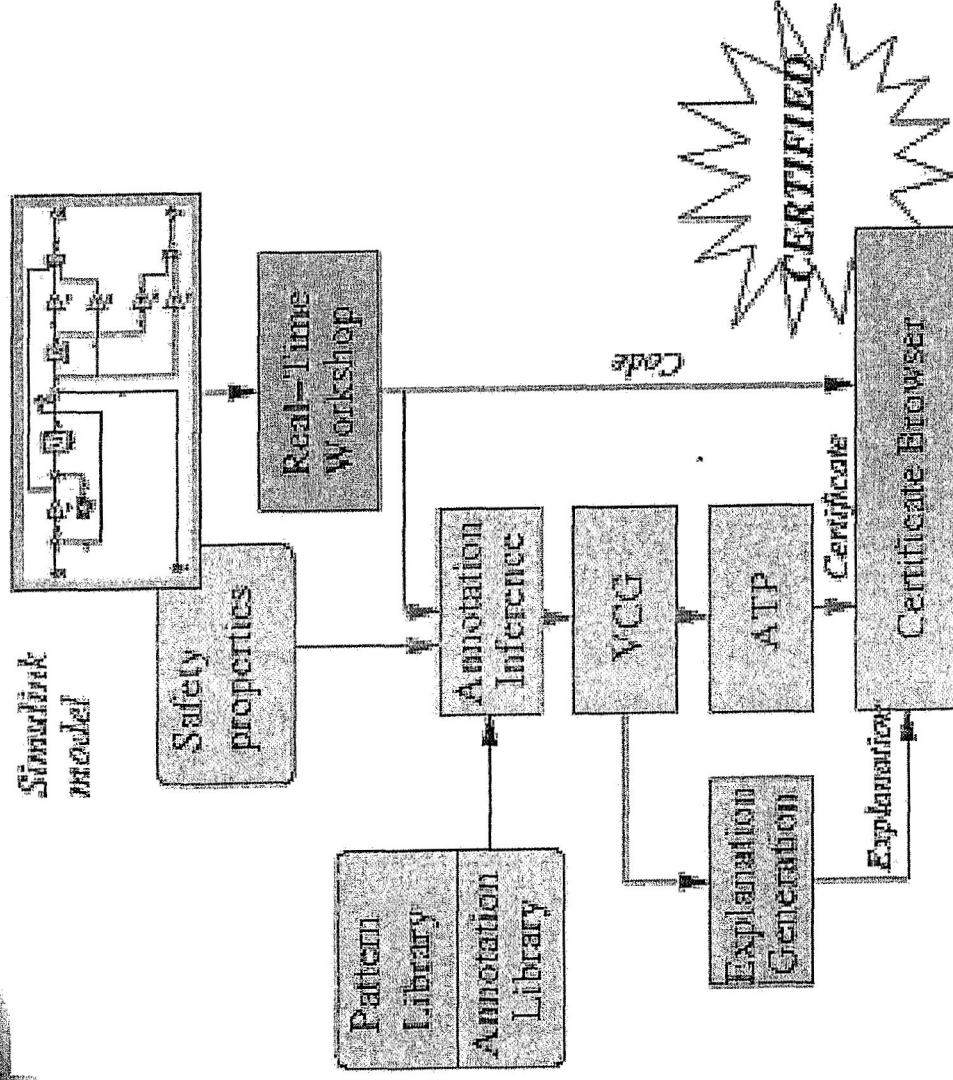 Simulink
model
Safety
properties
Real-Time
Workshop
Pattern
Library
Annotation
Library
Annotation
Inference
Code
VCG
ATP
Explanation
Generation
Explanation
Certificate
Certificate Browser
CERTIFIED